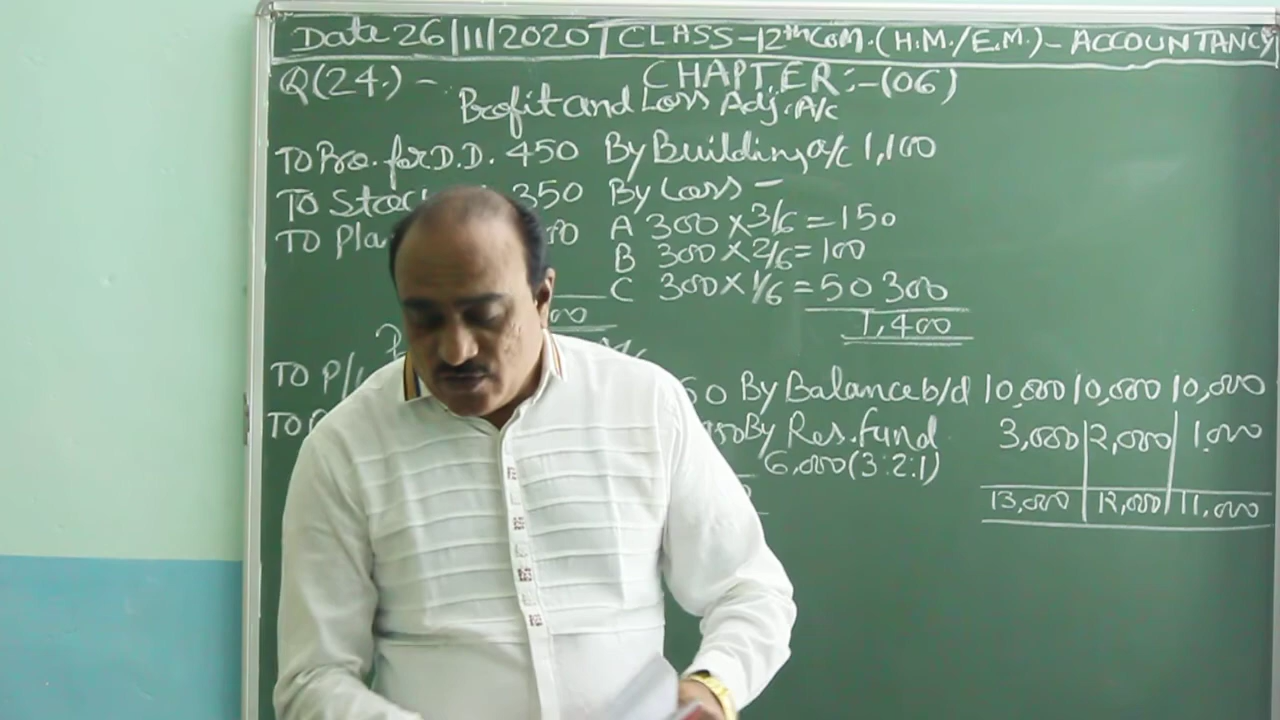 Date 26/11/2020 | CLASS-12th Com. (H.M./E.M.) - ACCOUNTANCY
Q(24.) - CHAPTER:-(06)
Profit and Loss Adj. A/c
To Pro. for D.D. 450 By Building a/c 1,100
To 350 By Loss -
To A 300 x 3/6 = 150
B 300 x 2/6 = 100
C 300 x 1/6 = 50 300
1,400
To P/ By Balance b/d 10,000 | 10,000 | 10,000
To By Res. fund 3,000 | 2,000 | 1,000
6,000 (3:2:1)
13,000 | 12,000 | 11,000